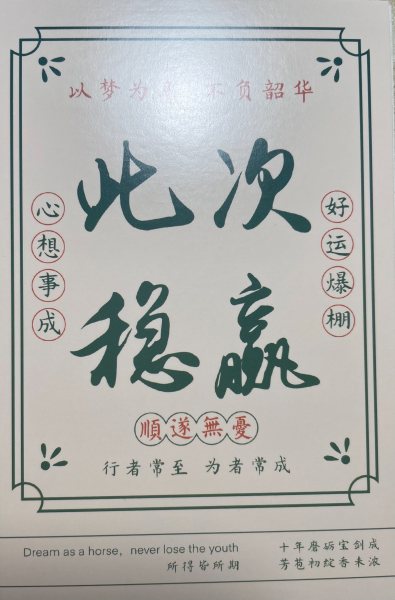 以梦为马 不负韶华
此次
稳赢
心想事成
好运爆棚
順遂無憂
行者常至 为者常成
Dream as a horse, never lose the youth
所得皆所期
十年磨砺宝剑成
芳苞初绽香未浓